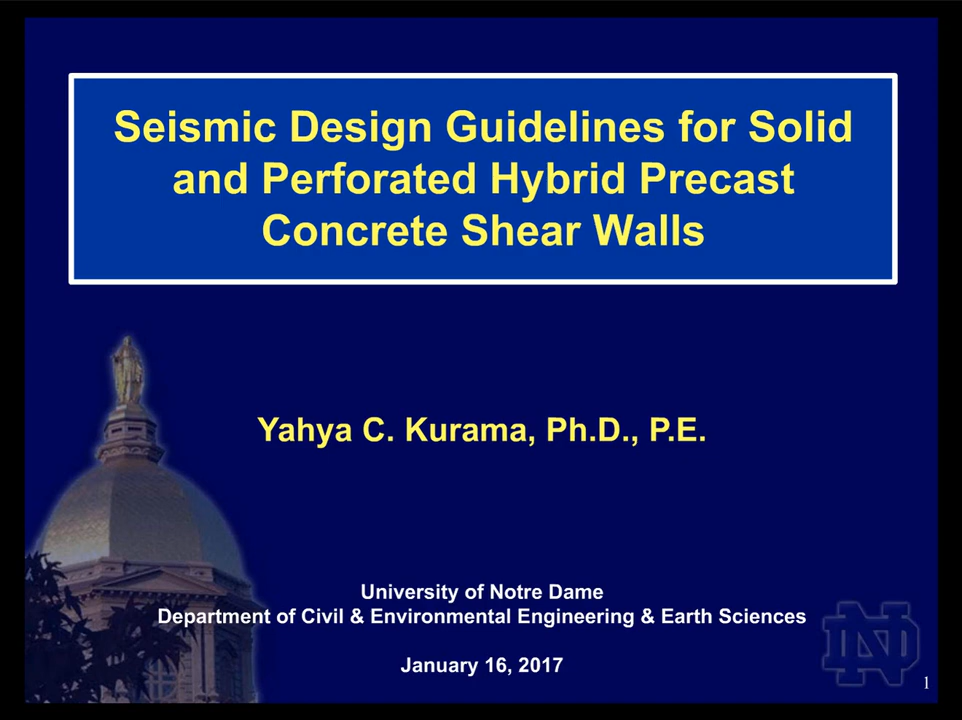 Seismic Design Guidelines for Solid
and Perforated Hybrid Precast
Concrete Shear Walls
Yahya C. Kurama, Ph.D., P.E.
University of Notre Dame
Department of Civil & Environmental Engineering & Earth Sciences
January 16, 2017
ND
1